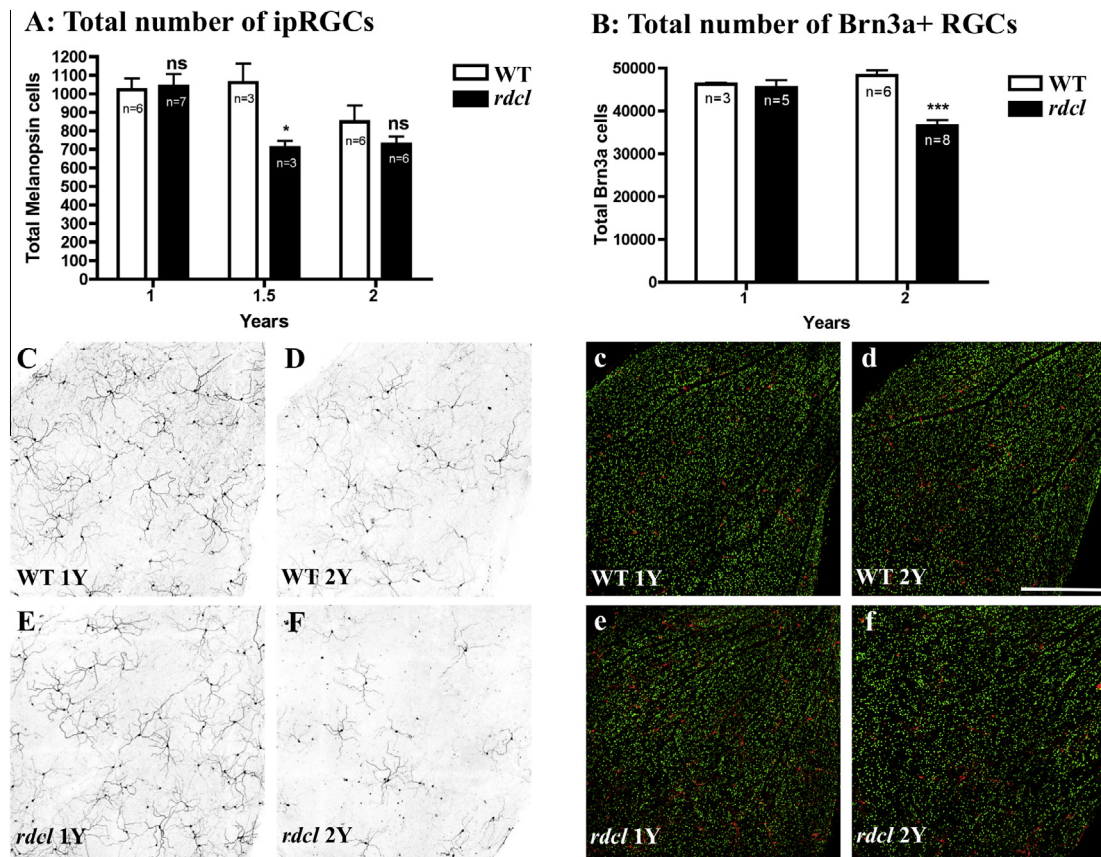 A: Total number of ipRGCs
Total Melanopsin cells
1200
1100
1000
900
800
700
600
500
400
300
200
100
0
ns
n=6
n=7
n=3
*
n=3
n=6
ns
n=6
1
1.5
2
Years
WT
rdcl
B: Total number of Brn3a+ RGCs
Total Brn3a cells
50000
40000
30000
20000
10000
0
n=3
n=5
n=6
***
n=8
1
2
Years
WT
rdcl
C
WT 1Y
D
WT 2Y
c
WT 1Y
d
WT 2Y
E
rdcl 1Y
F
rdcl 2Y
e
rdcl 1Y
f
rdcl 2Y